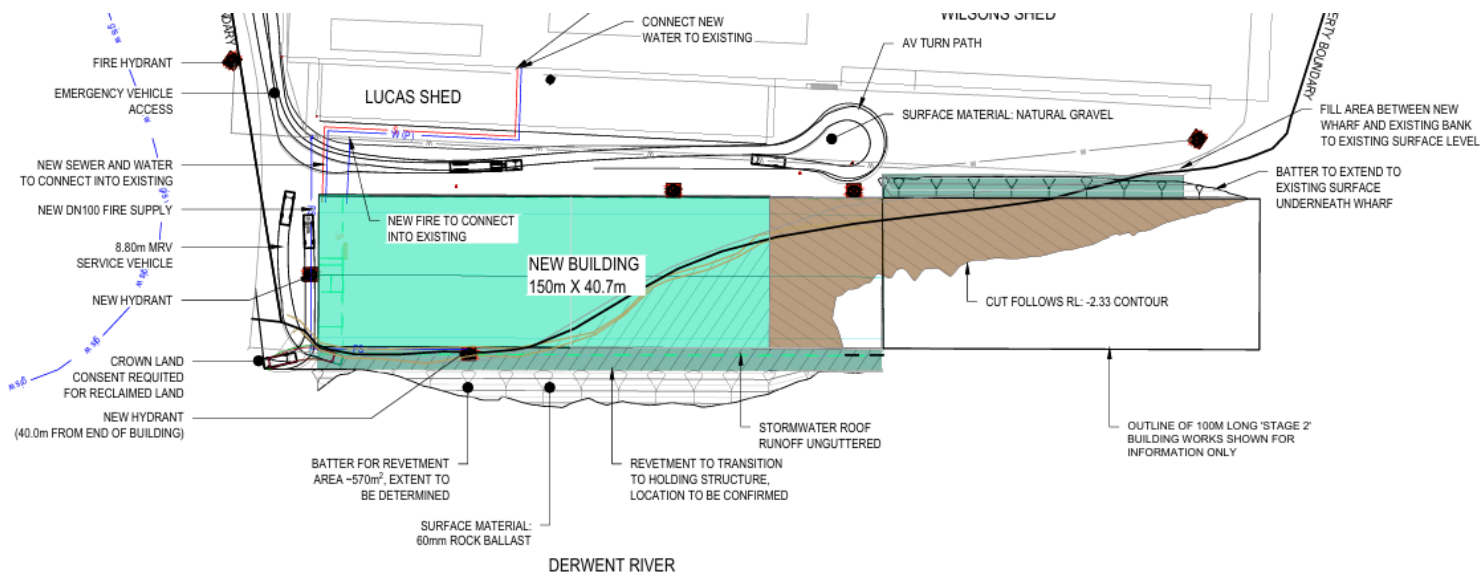 CONNECT NEW
WATER TO EXISTING
WILSONS SHED
AV TURN PATH
FIRE HYDRANT
EMERGENCY VEHICLE
ACCESS
LUCAS SHED
SURFACE MATERIAL: NATURAL GRAVEL
FILL AREA BETWEEN NEW
WHARF AND EXISTING BANK
TO EXISTING SURFACE LEVEL
W (P)
NEW SEWER AND WATER
TO CONNECT INTO EXISTING
BATTER TO EXTEND TO
EXISTING SURFACE
UNDERNEATH WHARF
NEW DN100 FIRE SUPPLY
NEW FIRE TO CONNECT
INTO EXISTING
8.80m MRV
SERVICE VEHICLE
NEW BUILDING
150m X 40.7m
NEW HYDRANT
CUT FOLLOWS RL: -2.33 CONTOUR
CROWN LAND
CONSENT REQUITED
FOR RECLAIMED LAND
NEW HYDRANT
(40.0m FROM END OF BUILDING)
STORMWATER ROOF
RUNOFF UNGUTTERED
OUTLINE OF 100M LONG 'STAGE 2'
BUILDING WORKS SHOWN FOR
INFORMATION ONLY
BATTER FOR REVETMENT
AREA ~570m², EXTENT TO
BE DETERMINED
REVETMENT TO TRANSITION
TO HOLDING STRUCTURE,
LOCATION TO BE CONFIRMED
SURFACE MATERIAL:
60mm ROCK BALLAST
DERWENT RIVER